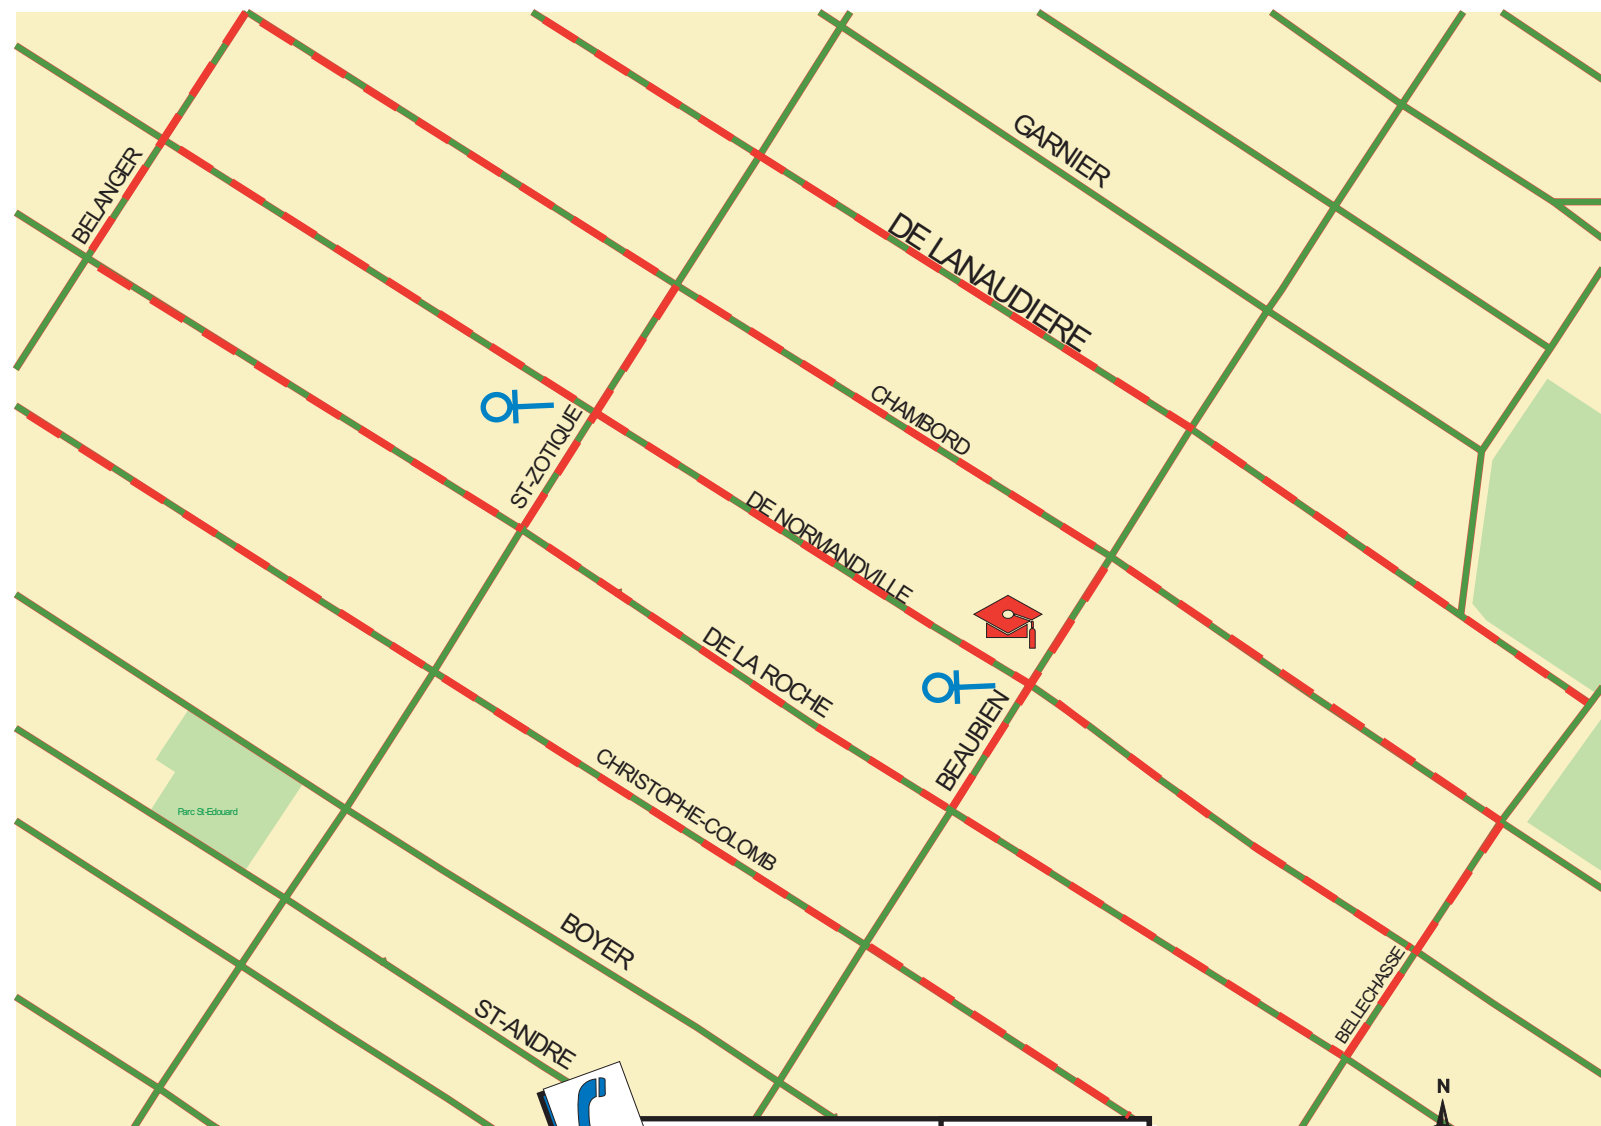 GARNIER
BELANGER
DE LANAUDIERE
CHAMBORD
ST-ZOTIQUE
DE NORMANDVILLE
DE LA ROCHE
BEAUBIEN
CHRISTOPHE-COLOMB
Parc St-Edouard
BOYER
BELLECHASSE
ST-ANDRE
N